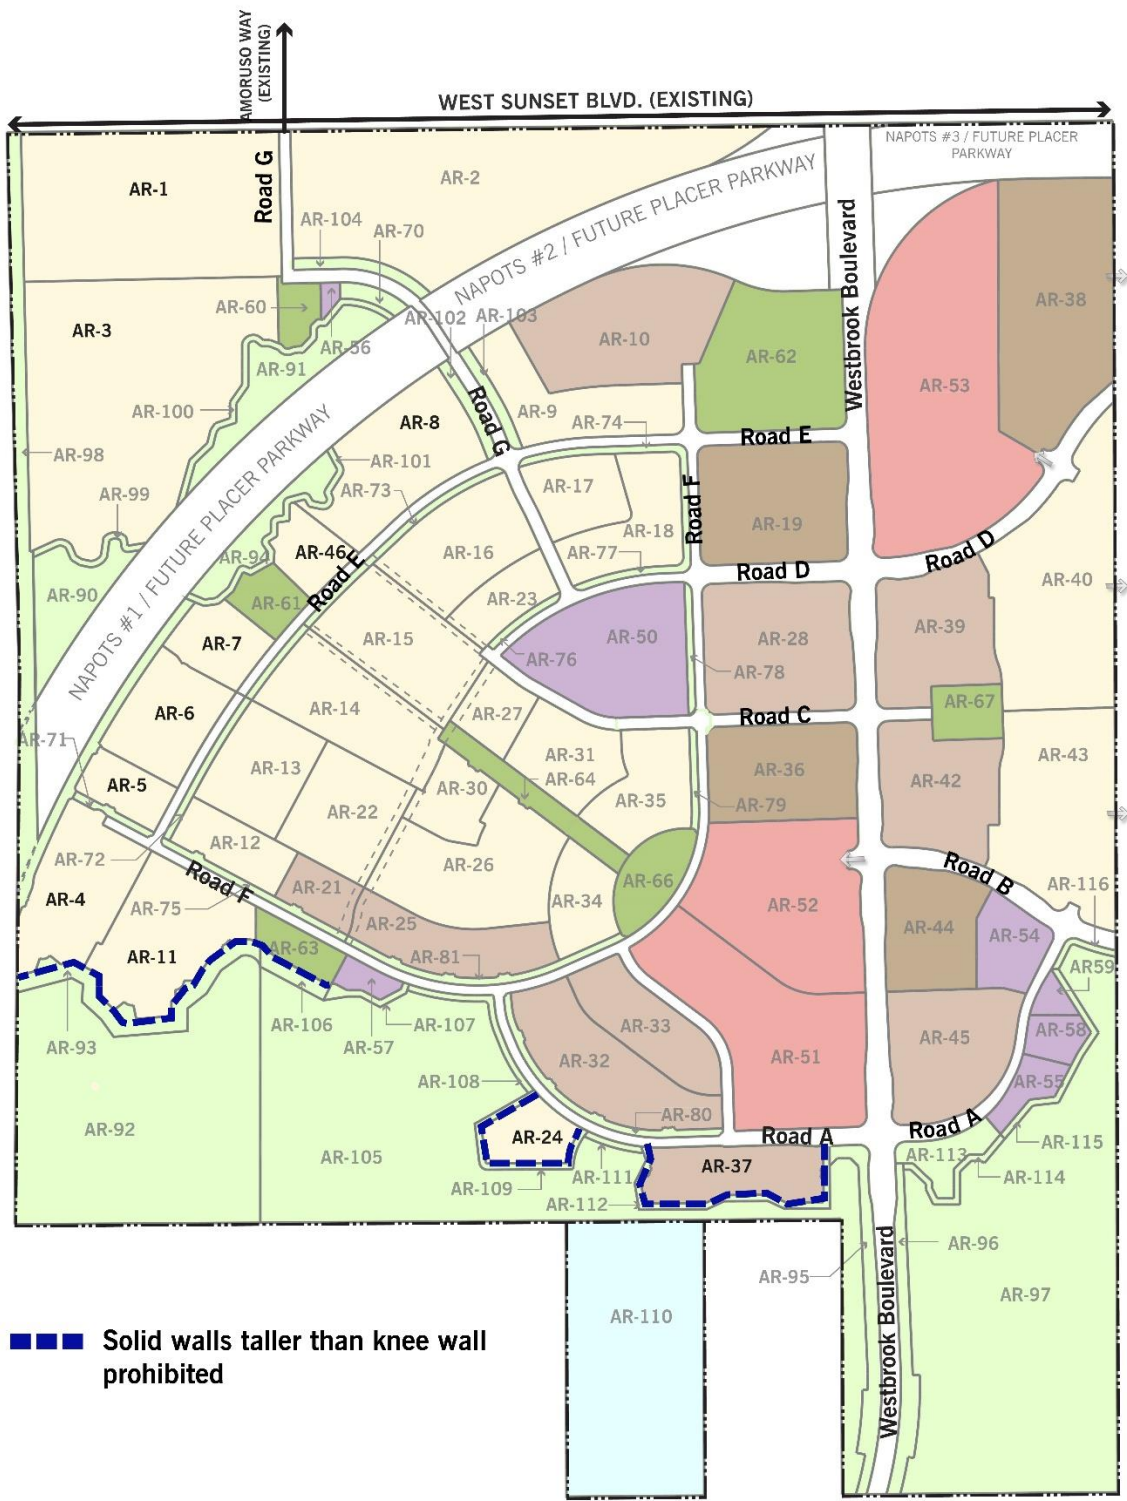 AMORUSO WAY
(EXISTING)
WEST SUNSET BLVD. (EXISTING)
NAPOTS #3 / FUTURE PLACER
PARKWAY
Road G
AR-1
AR-2
NAPOTS #2 / FUTURE PLACER PARKWAY
Westbrook Boulevard
AR-104
AR-70
AR-38
AR-60
AR-3
AR-56
AR-102
AR-103
AR-10
AR-62
AR-91
AR-53
AR-100
AR-8
Road G
AR-9
AR-74
Road E
AR-98
AR-101
AR-99
AR-73
AR-17
Road F
AR-18
AR-19
AR-94
AR-46
AR-16
AR-77
Road D
Road D
AR-90
AR-61
Road E
AR-23
AR-40
NAPOTS #1 / FUTURE PLACER PARKWAY
AR-7
AR-15
AR-50
AR-28
AR-39
AR-76
AR-78
AR-6
AR-14
AR-27
Road C
AR-67
AR-71
AR-31
AR-43
AR-13
AR-64
AR-36
AR-5
AR-30
AR-42
AR-22
AR-35
AR-79
AR-12
AR-72
AR-26
Road B
AR-21
AR-66
AR-116
AR-4
Road F
AR-75
AR-34
AR-52
AR-25
AR-44
AR-54
AR-63
AR-11
AR-81
AR59
AR-106
AR-107
AR-33
AR-58
AR-93
AR-57
AR-32
AR-51
AR-45
AR-108
AR-55
AR-92
AR-80
Road A
Road A
AR-24
AR-115
AR-105
AR-113
AR-37
AR-111
AR-114
AR-109
AR-112
AR-96
AR-95
Westbrook Boulevard
AR-97
AR-110
Solid walls taller than knee wall
prohibited